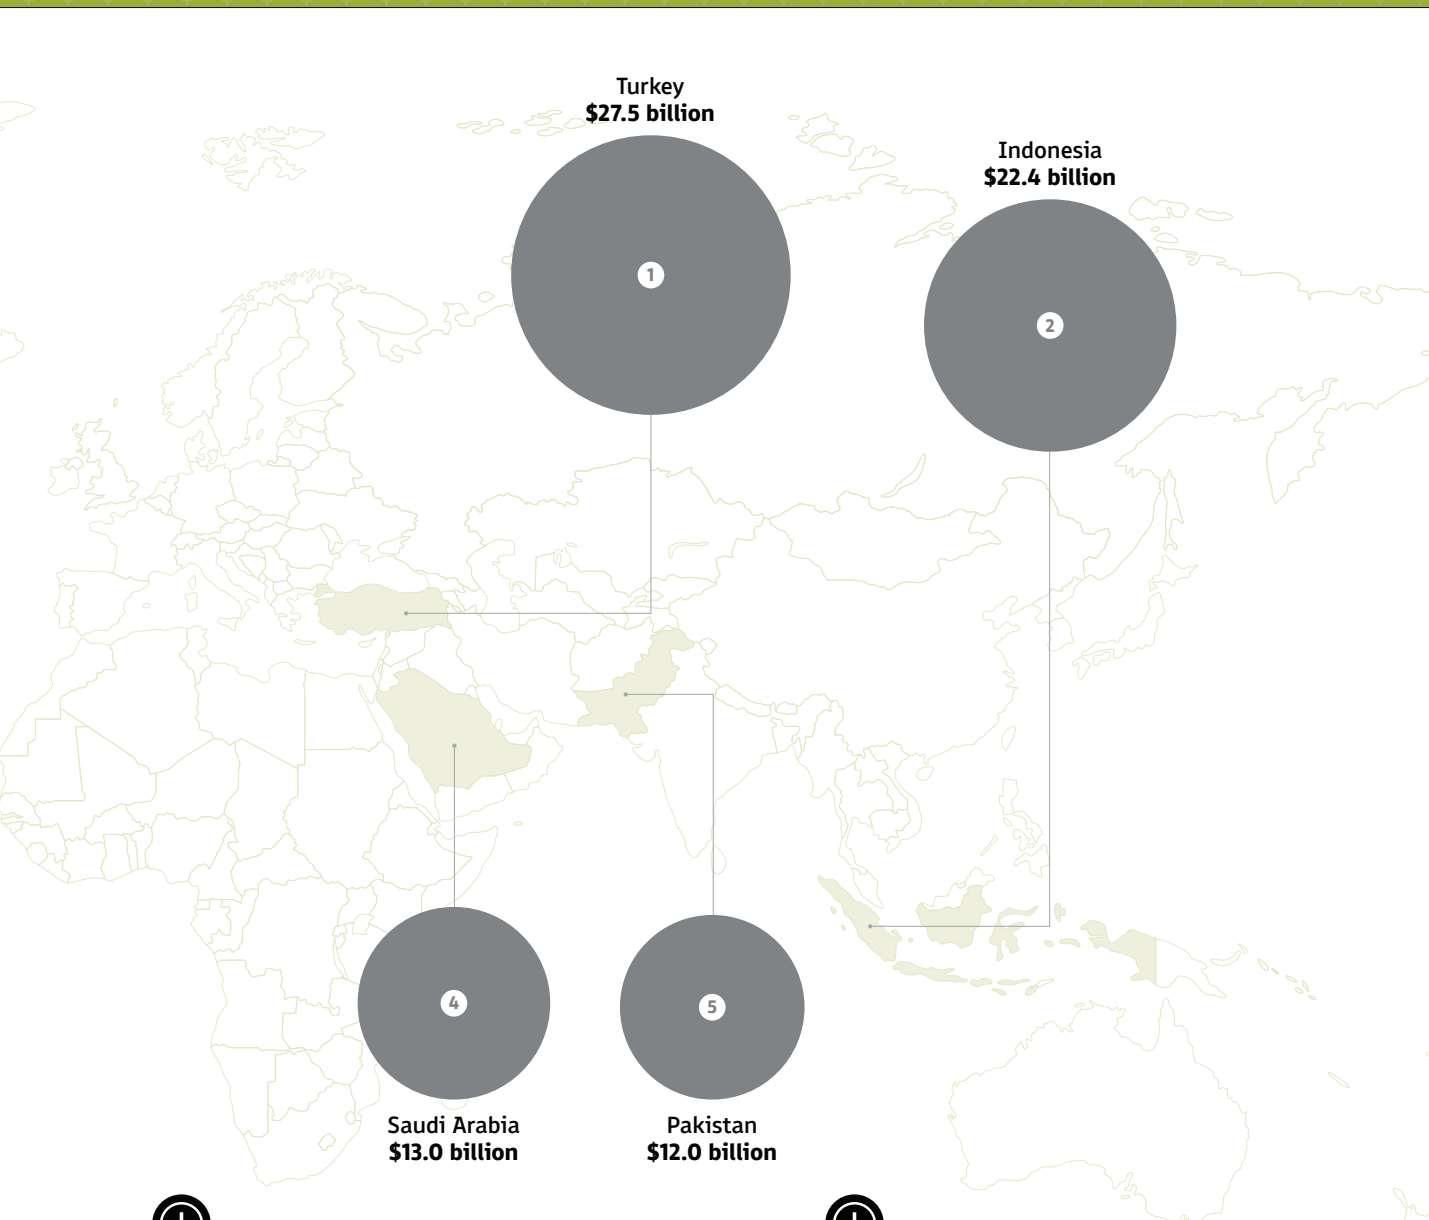 Turkey
$27.5 billion
Indonesia
$22.4 billion
1
2
4
5
Saudi Arabia
$13.0 billion
Pakistan
$12.0 billion